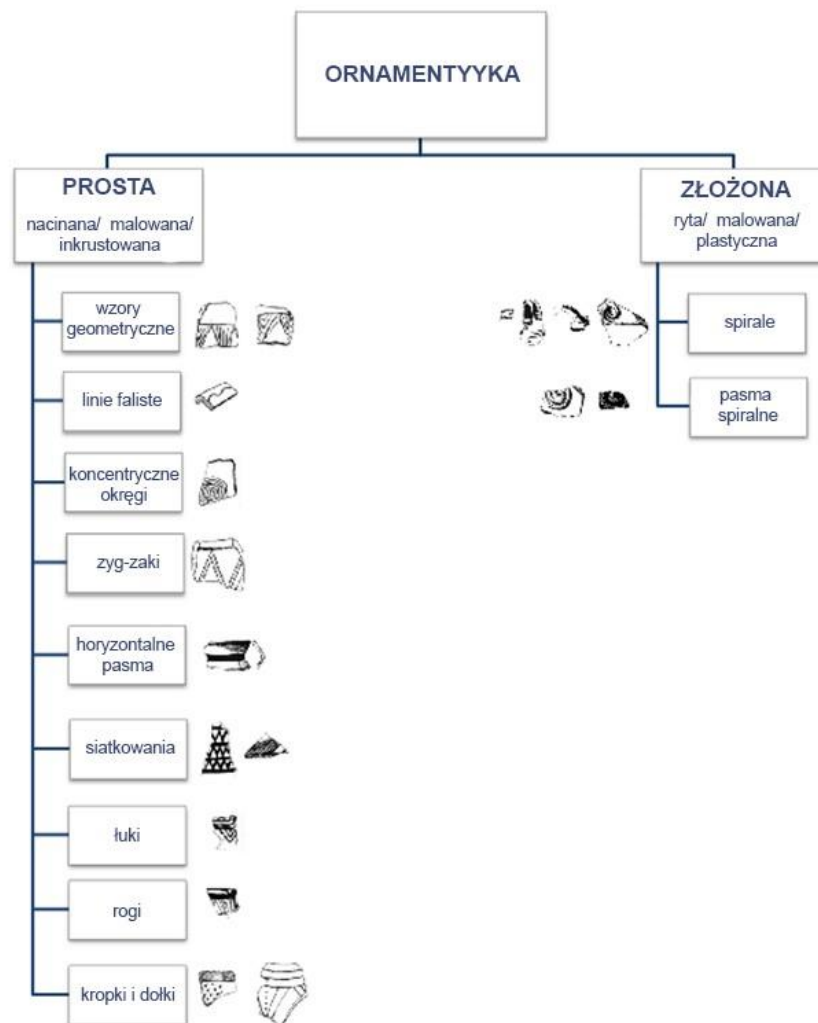 ORNAMENTYYKA
PROSTA
nacinana/ malowana/
inkrustowana
wzory
geometryczne
linie faliste
koncentryczne
okręgi
zyg-zaki
horyzontalne
pasma
siatkowania
łuki
rogi
kropki i dołki
ZŁOŻONA
ryta/ malowana/
plastyczna
spirale
pasma
spiralne